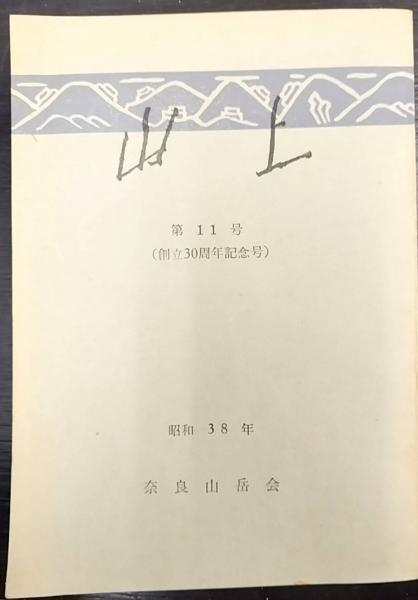 山上
第 11 号
(創立30周年記念号)
昭和 38 年
奈良山岳会